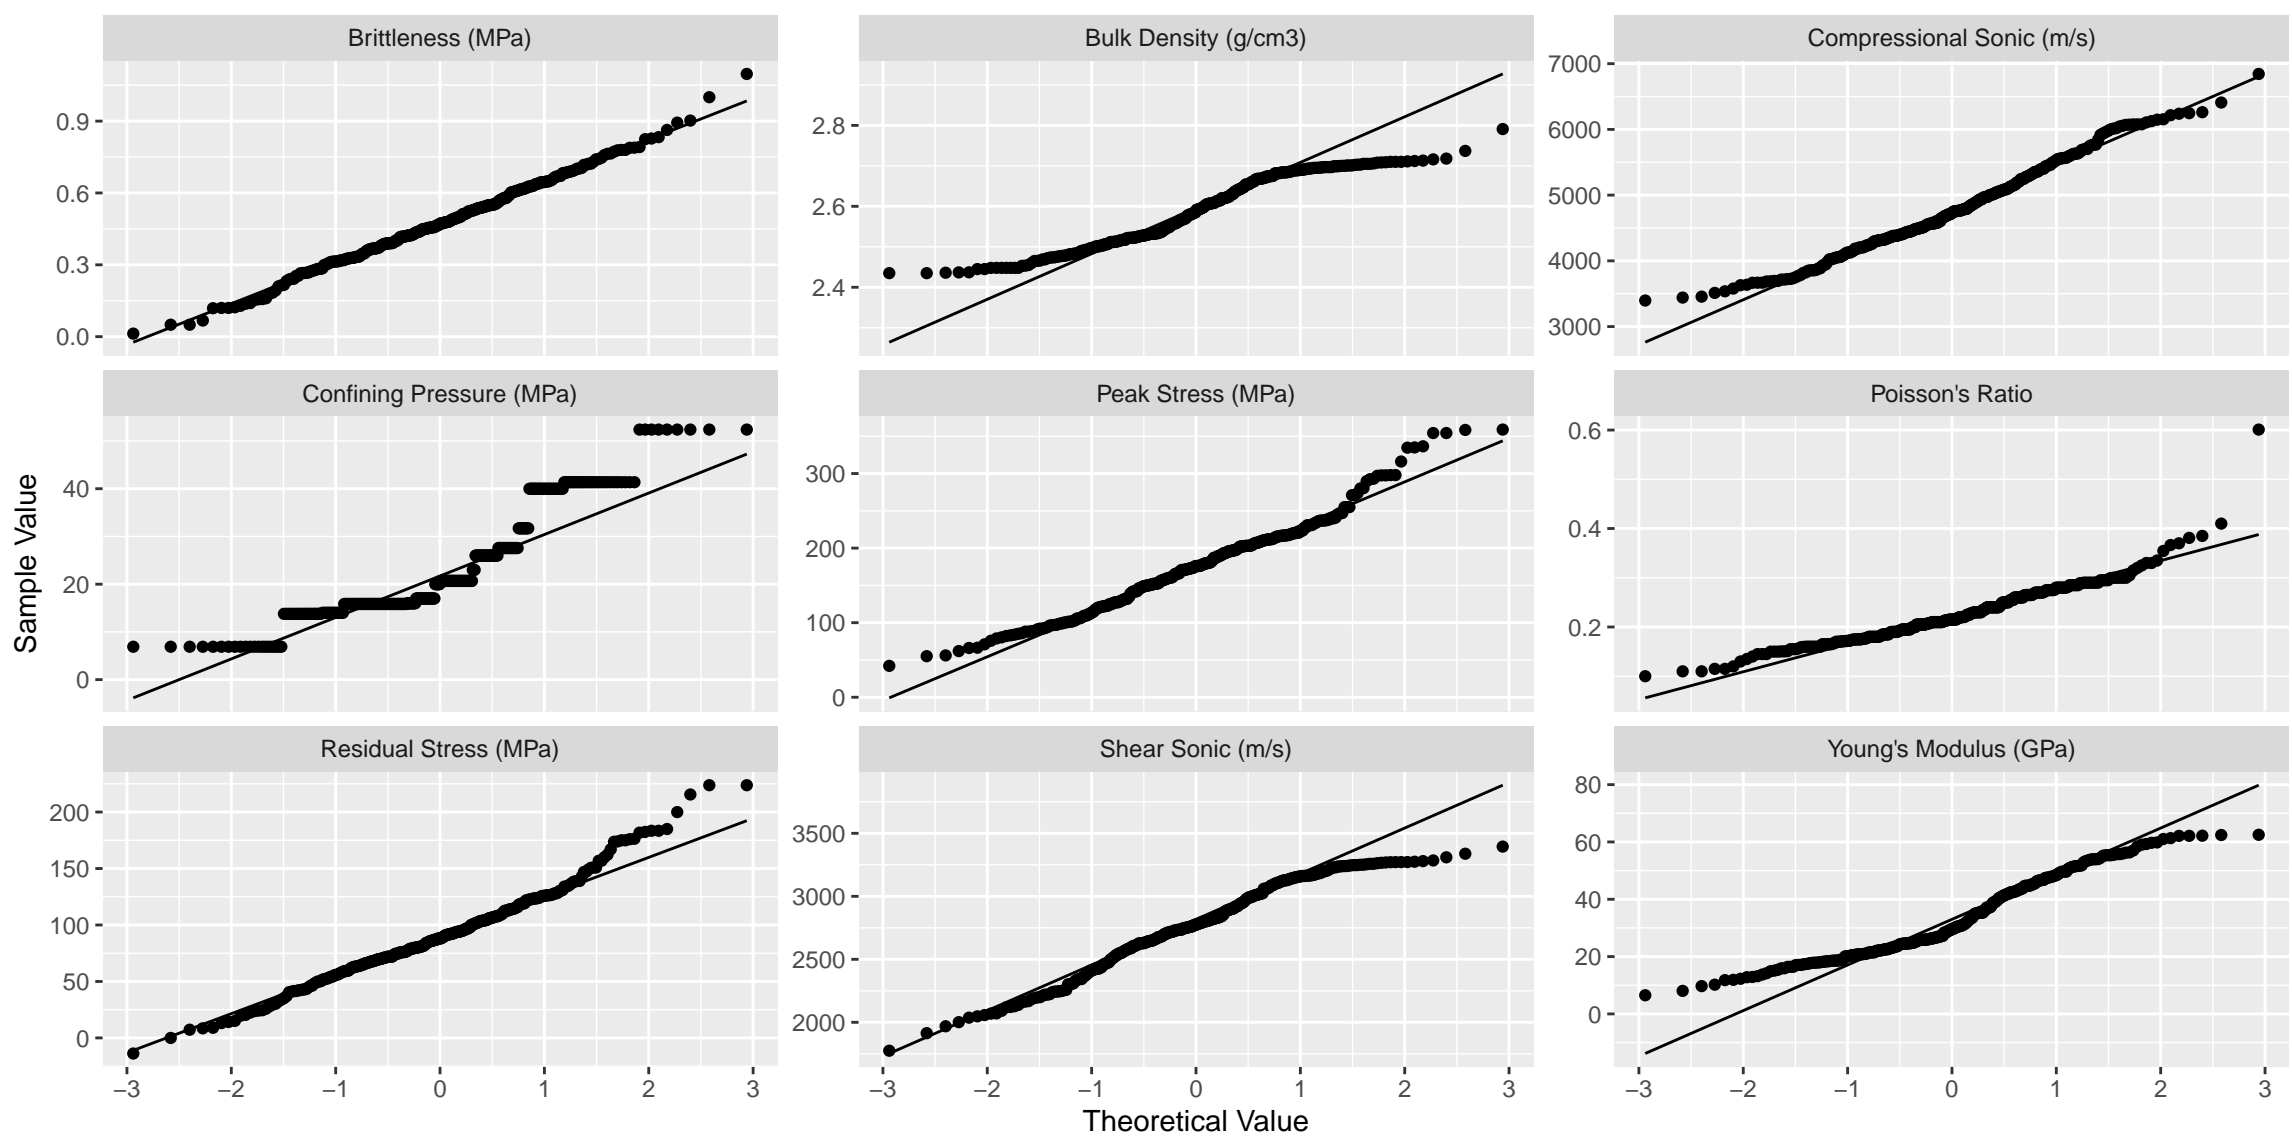 Brittleness (MPa)
Bulk Density (g/cm3)
Compressional Sonic (m/s)
0.9
0.6
0.3
0.0
2.8
2.6
2.4
7000
6000
5000
4000
3000
Confining Pressure (MPa)
Peak Stress (MPa)
Poisson's Ratio
40
20
0
300
200
100
0
0.6
0.4
0.2
Residual Stress (MPa)
Shear Sonic (m/s)
Young's Modulus (GPa)
200
150
100
50
0
3500
3000
2500
2000
80
60
40
20
0
−3 −2 −1 0 1 2 3
−3 −2 −1 0 1 2 3
−3 −2 −1 0 1 2 3
Theoretical Value
Sample Value